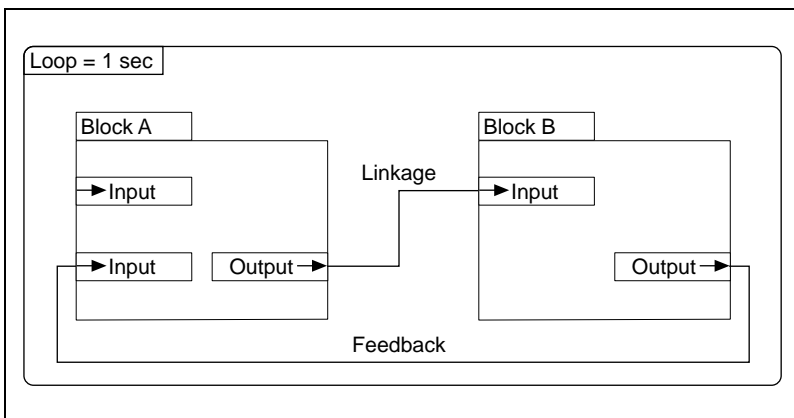 Loop = 1 sec
Block A
Block B
Linkage
Input
Input
Input
Output
Output
Feedback